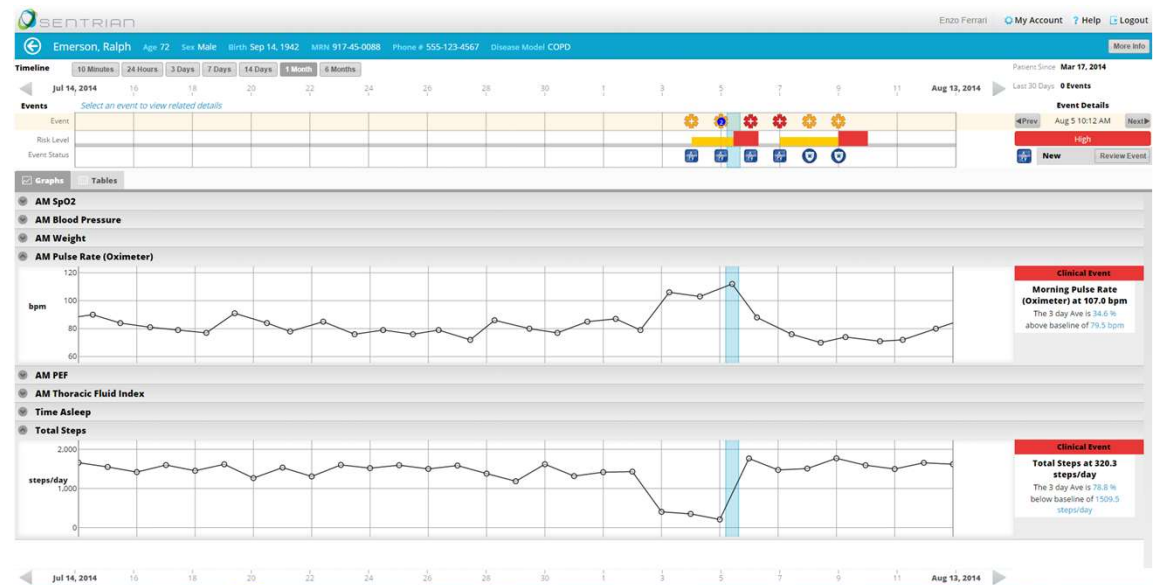 SENTRIAN
Enzo Ferrari My Account ? Help Logout
Emerson, Ralph Age 72 Sex Male Birth Sep 14, 1942 MRN 917-45-0088 Phone # 555-123-4567 Disease Model COPD More Info
Timeline 10 Minutes 24 Hours 3 Days 7 Days 14 Days 1 Month 6 Months Patient Since Mar 17, 2014
Jul 14, 2014 16 18 20 22 24 26 28 30 1 3 5 7 9 11 Aug 13, 2014 Last 30 Days 0 Events
Events Select an event to view related details Event Details
Event 2 Prev Aug 5 10:12 AM Next
Risk Level High
Event Status New Review Event
Graphs Tables
AM SpO2
AM Blood Pressure
AM Weight
AM Pulse Rate (Oximeter)
120
bpm 100
80
60
Clinical Event
Morning Pulse Rate
(Oximeter) at 107.0 bpm
The 3 day Ave is 34.6 %
above baseline of 79.5 bpm
AM PEF
AM Thoracic Fluid Index
Time Asleep
Total Steps
2,000
steps/day
1,000
0
Clinical Event
Total Steps at 320.3
steps/day
The 3 day Ave is 78.8 %
below baseline of 1509.5
steps/day
Jul 14, 2014 16 18 20 22 24 26 28 30 1 3 5 7 9 11 Aug 13, 2014